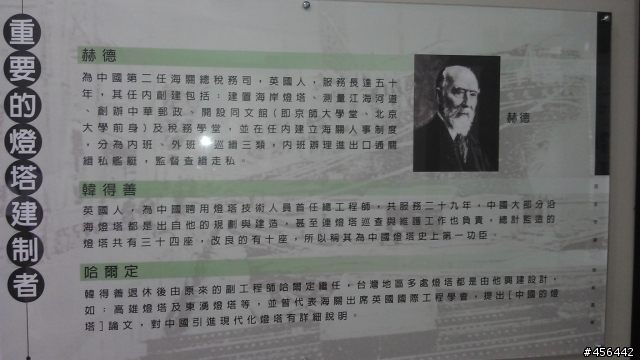 重要的燈塔建制者
赫德
為中國第二任海關總稅務司，英國人，服務長達五十
年，其任內創建包括：建置海岸燈塔、測量江海河道
、創辦中華郵政、開設同文館(即京師大學堂、北京
大學前身)及稅務學堂，並在任內建立海關人事制度
，分為內班、外班、巡緝三類，內班辦理進出口通關
緝私艦艇，監督查緝走私。
赫德
韓得善
英國人，為中國聘用燈塔技術人員首任總工程師，共服務二十九年，中國大部分沿
海燈塔都是出自他的規劃與建造，甚至連燈塔巡查與維護工作也負責，總計監造的
燈塔共有三十四座，改良的有十座，所以稱其為中國燈塔史上第一功臣。
哈爾定
韓得善退休後由原來的副工程師哈爾定繼任，台灣地區多處燈塔都是由他興建設計，
如：高雄燈塔及東湧燈塔等，並曾代表海關出席英國國際工程學會，提出[中國的燈
塔]論文，對中國引進現代化燈塔有詳細說明。
#456442